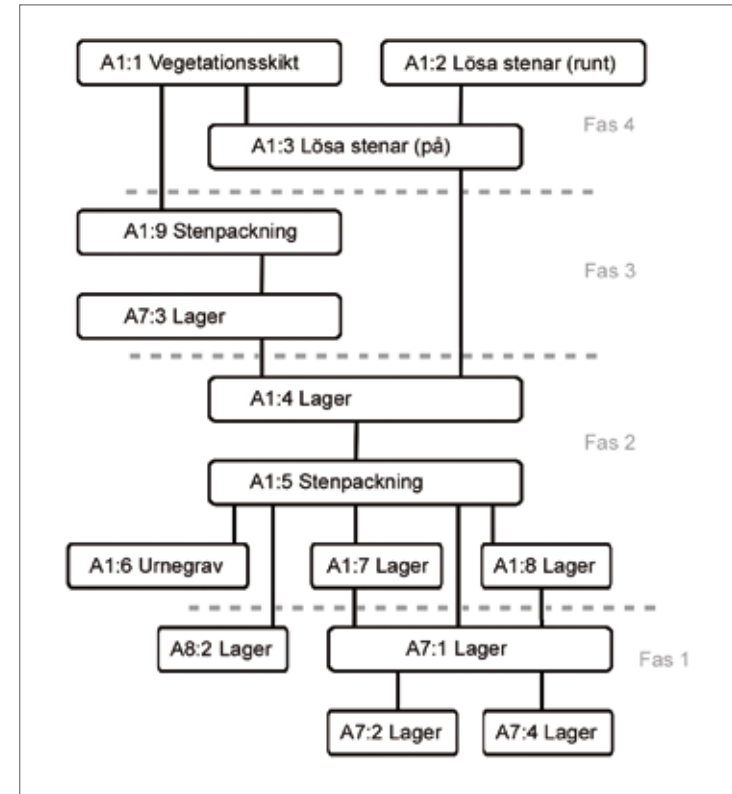 A1:1 Vegetationsskikt
A1:2 Lösa stenar (runt)
Fas 4
A1:3 Lösa stenar (på)
A1:9 Stenpackning
Fas 3
A7:3 Lager
A1:4 Lager
Fas 2
A1:5 Stenpackning
A1:6 Urnegrav
A1:7 Lager
A1:8 Lager
A8:2 Lager
A7:1 Lager
Fas 1
A7:2 Lager
A7:4 Lager